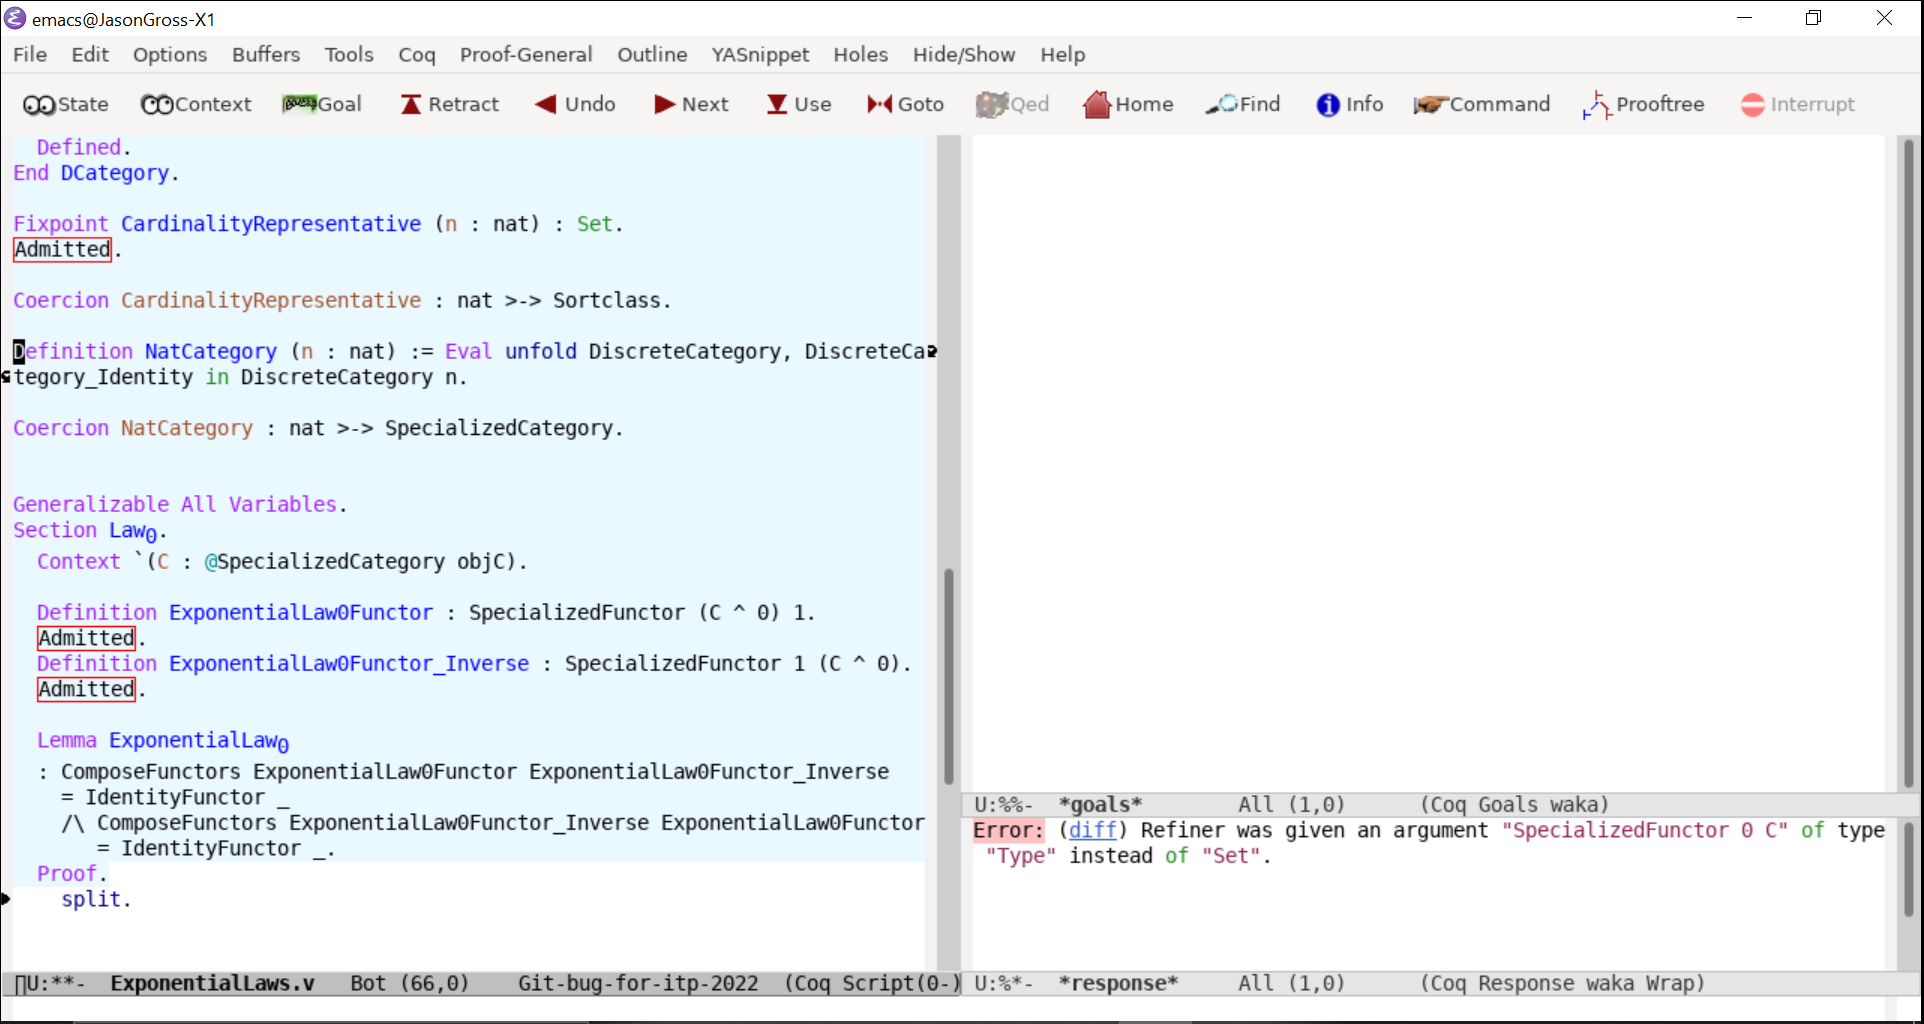 emacs@JasonGross-X1
File Edit Options Buffers Tools Coq Proof-General Outline YASnippet Holes Hide/Show Help
State Context Goal Retract Undo Next Use Goto Qed Home Find Info Command Prooftree Interrupt
Defined.
End DCategory.
Fixpoint CardinalityRepresentative (n : nat) : Set.
Admitted.
Coercion CardinalityRepresentative : nat >-> Sortclass.
Definition NatCategory (n : nat) := Eval unfold DiscreteCategory, DiscreteCa
tegory_Identity in DiscreteCategory n.
Coercion NatCategory : nat >-> SpecializedCategory.
Generalizable All Variables.
Section Law0.
Context `(C : @SpecializedCategory objC).
Definition ExponentialLaw0Functor : SpecializedFunctor (C ^ 0) 1.
Admitted.
Definition ExponentialLaw0Functor_Inverse : SpecializedFunctor 1 (C ^ 0).
Admitted.
Lemma ExponentialLaw0
: ComposeFunctors ExponentialLaw0Functor ExponentialLaw0Functor_Inverse
= IdentityFunctor _
/\ ComposeFunctors ExponentialLaw0Functor_Inverse ExponentialLaw0Functor
= IdentityFunctor _.
Proof.
split.
U:**- ExponentialLaws.v Bot (66,0) Git-bug-for-itp-2022 (Coq Script(0-)
U:%%- *goals* All (1,0) (Coq Goals waka)
Error: (diff) Refiner was given an argument "SpecializedFunctor 0 C" of type
"Type" instead of "Set".
U:%*- *response* All (1,0) (Coq Response waka Wrap)